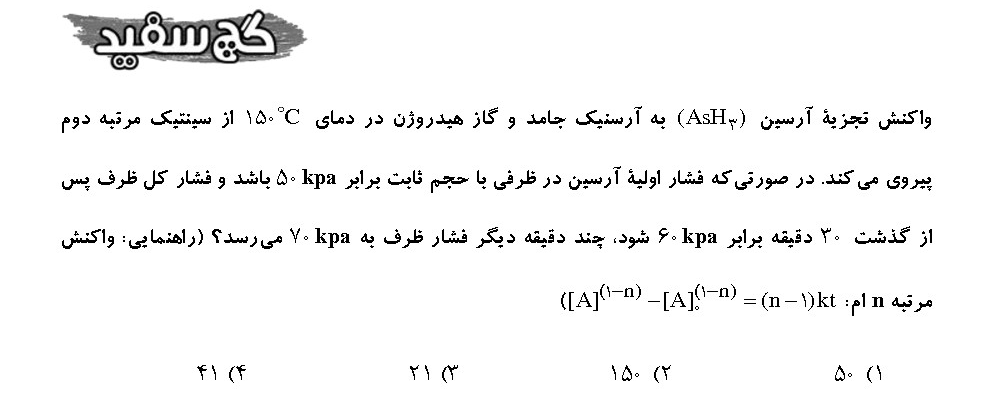 گچ سفید
واکنش تجزیهٔ آرسین (AsH₃) به آرسنیک جامد و گاز هیدروژن در دمای ۱۵۰°C از سینتیک مرتبه دوم
پیروی می‌کند. در صورتی‌که فشار اولیهٔ آرسین در ظرفی با حجم ثابت برابر ۵۰ kpa باشد و فشار کل ظرف پس
از گذشت ۳۰ دقیقه برابر ۶۰ kpa شود، چند دقیقه دیگر فشار ظرف به ۷۰ kpa می‌رسد؟ (راهنمایی: واکنش
مرتبه n ام: [A]^(۱−n) − [A]₀^(۱−n) = (n−۱)kt)
۱) ۵۰ ۲) ۱۵۰ ۳) ۲۱ ۴) ۴۱